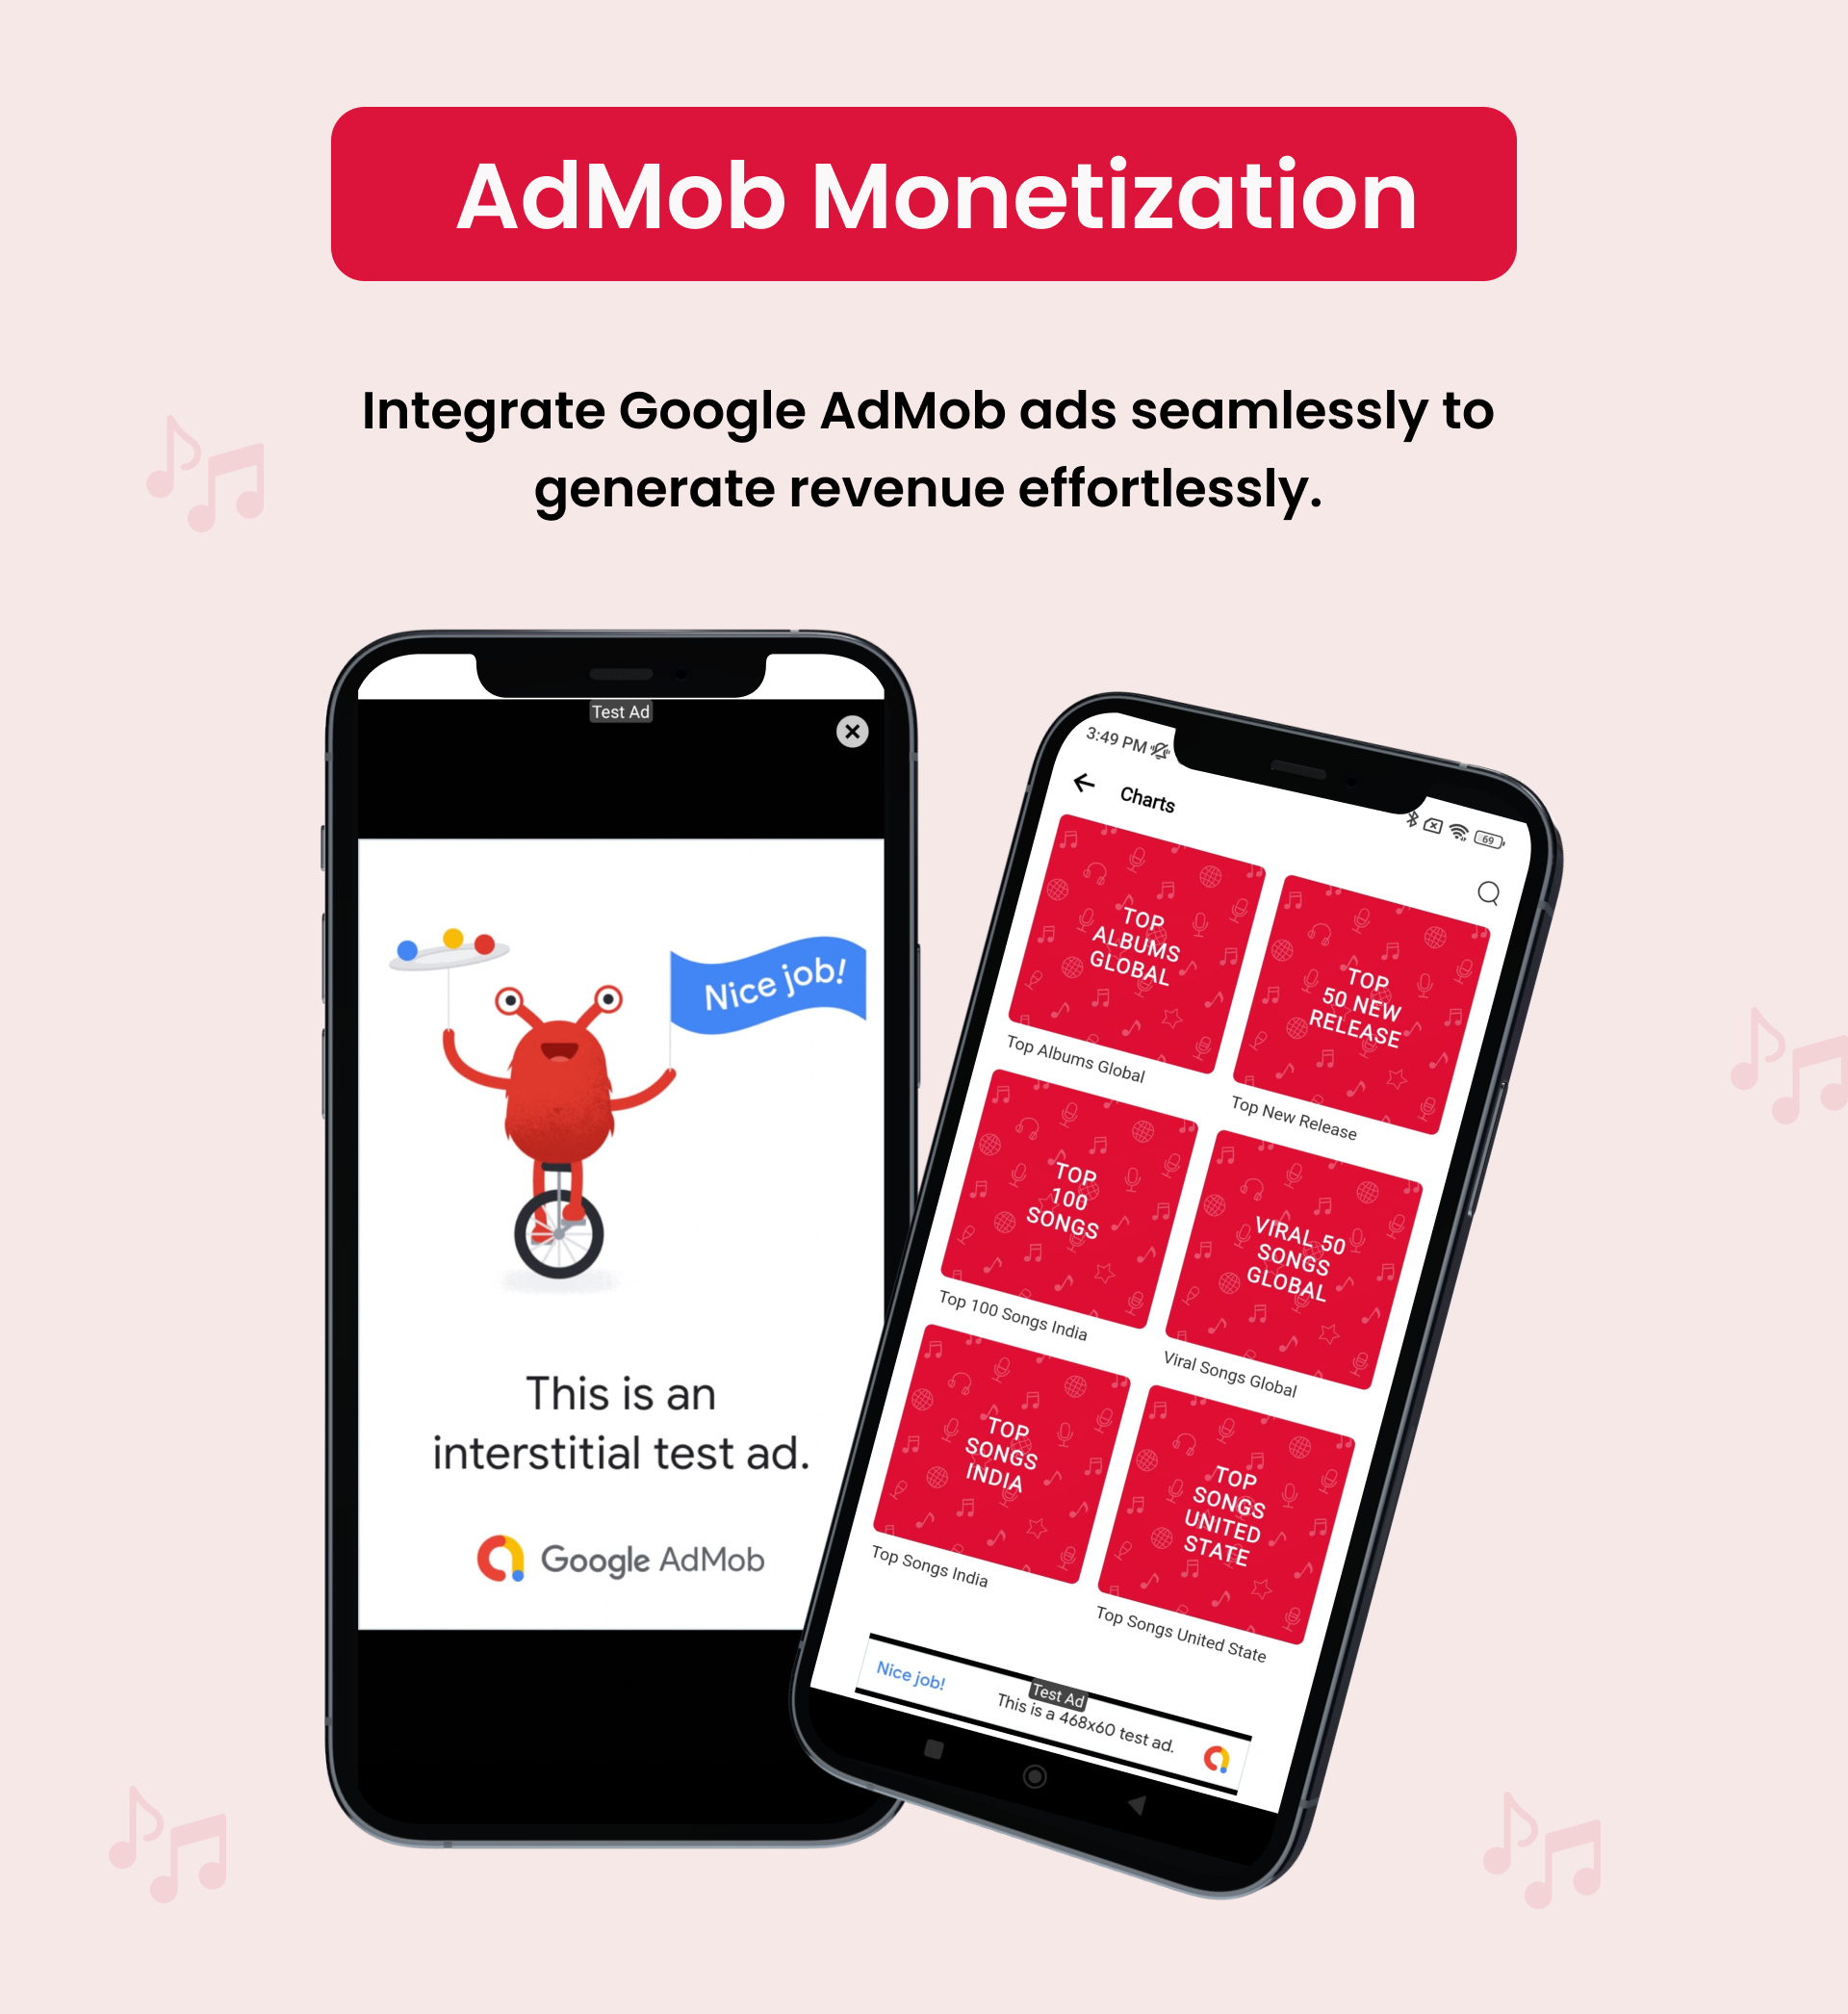 AdMob Monetization
Integrate Google AdMob ads seamlessly to
generate revenue effortlessly.
Test Ad
Nice job!
This is an
interstitial test ad.
Google AdMob
3:49 PM
69
Charts
TOP
ALBUMS
GLOBAL
Top Albums Global
TOP
50 NEW
RELEASE
Top New Release
TOP
100
SONGS
Top 100 Songs India
VIRAL 50
SONGS
GLOBAL
Viral Songs Global
TOP
SONGS
INDIA
Top Songs India
TOP
SONGS
UNITED
STATE
Top Songs United State
Test Ad
Nice job!
This is a 468x60 test ad.